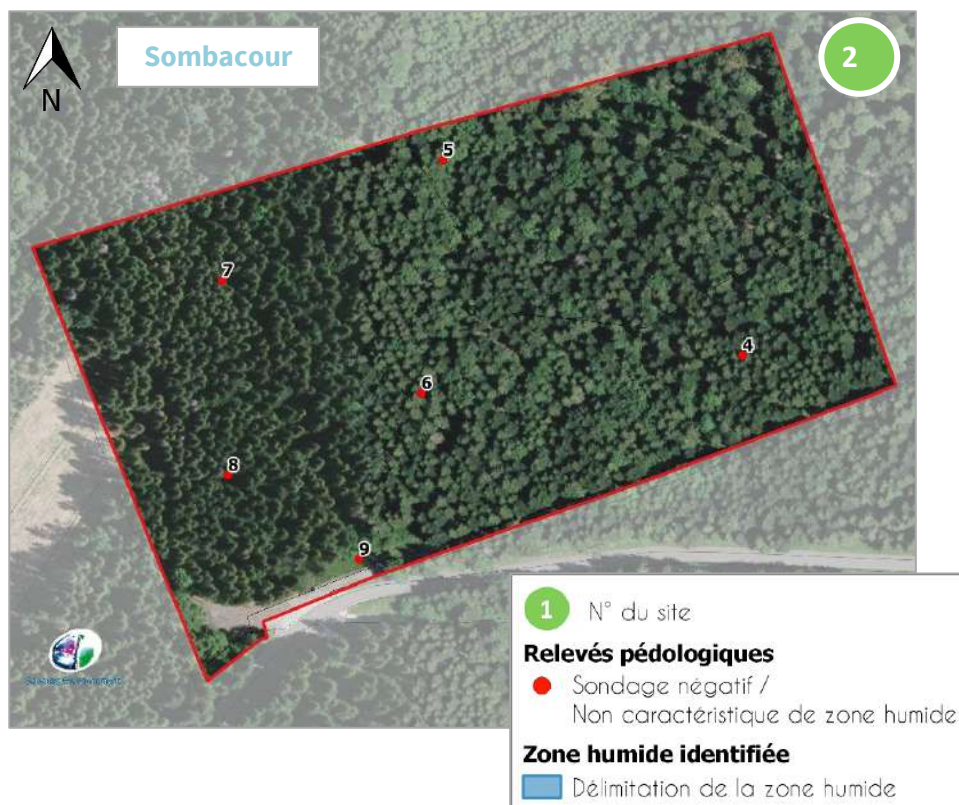 Sombacour
2
N
5
7
4
6
8
9
1 N° du site
Relevés pédologiques
Sondage négatif /
Non caractéristique de zone humide
Zone humide identifiée
Délimitation de la zone humide